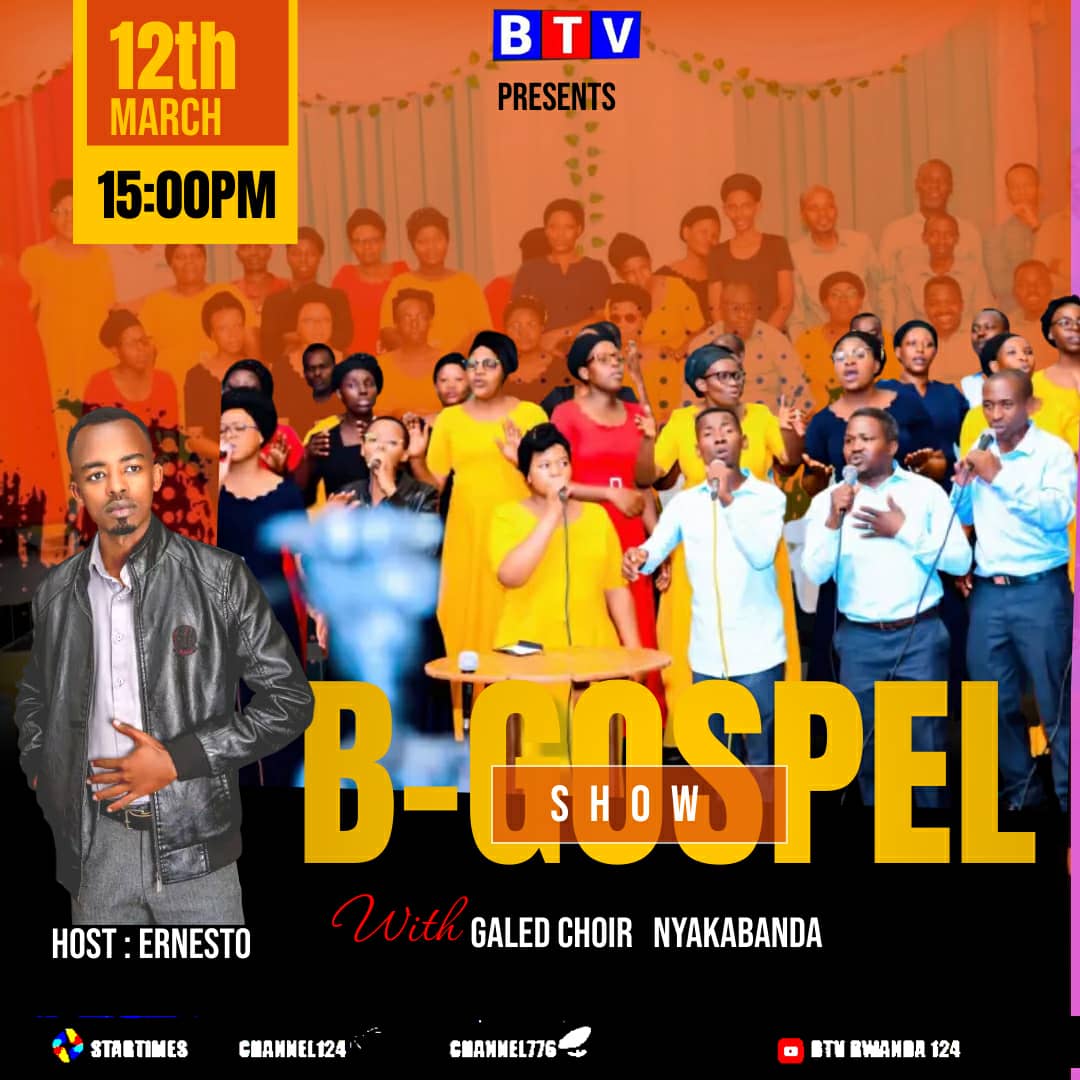 12th
MARCH
15:00PM
BTV
PRESENTS
B-GOSPEL
SHOW
With GALED CHOIR NYAKABANDA
HOST : ERNESTO
STARTIMES CHANNEL124 CHANNEL776 BTV RWANDA 124